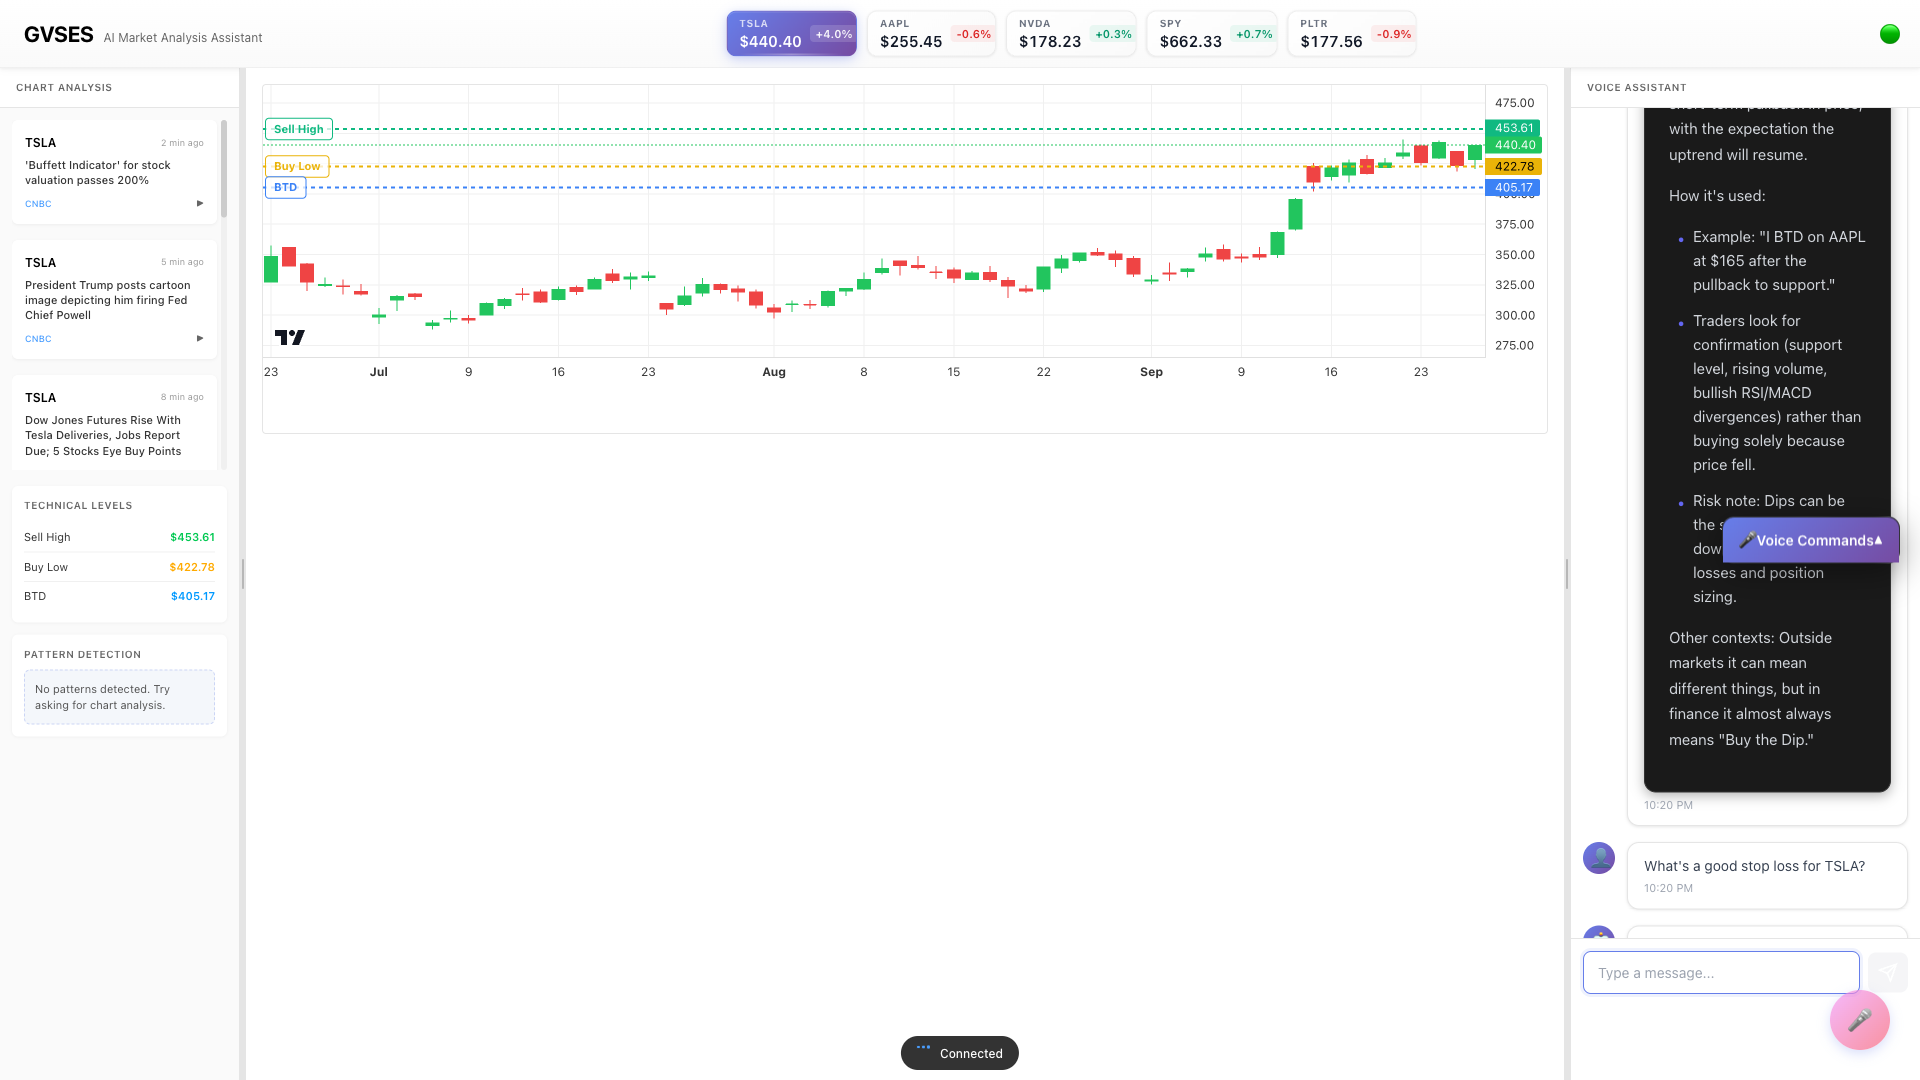 GVSES AI Market Analysis Assistant
TSLA
$440.40 +4.0%
AAPL
$255.45 -0.6%
NVDA
$178.23 +0.3%
SPY
$662.33 +0.7%
PLTR
$177.56 -0.9%
CHART ANALYSIS
TSLA 2 min ago
'Buffett Indicator' for stock
valuation passes 200%
CNBC
TSLA 5 min ago
President Trump posts cartoon
image depicting him firing Fed
Chief Powell
CNBC
TSLA 8 min ago
Dow Jones Futures Rise With
Tesla Deliveries, Jobs Report
Due; 5 Stocks Eye Buy Points
TECHNICAL LEVELS
Sell High $453.61
Buy Low $422.78
BTD $405.17
PATTERN DETECTION
No patterns detected. Try
asking for chart analysis.
Sell High
Buy Low
BTD
475.00
453.61
440.40
422.78
405.17
375.00
350.00
325.00
300.00
275.00
23 Jul 9 16 23 Aug 8 15 22 Sep 9 16 23
Connected
VOICE ASSISTANT
with the expectation the
uptrend will resume.
How it's used:
Example: "I BTD on AAPL
at $165 after the
pullback to support."
Traders look for
confirmation (support
level, rising volume,
bullish RSI/MACD
divergences) rather than
buying solely because
price fell.
Risk note: Dips can be
the
losses and position
sizing.
Voice Commands
Other contexts: Outside
markets it can mean
different things, but in
finance it almost always
means "Buy the Dip."
10:20 PM
What's a good stop loss for TSLA?
10:20 PM
Type a message...